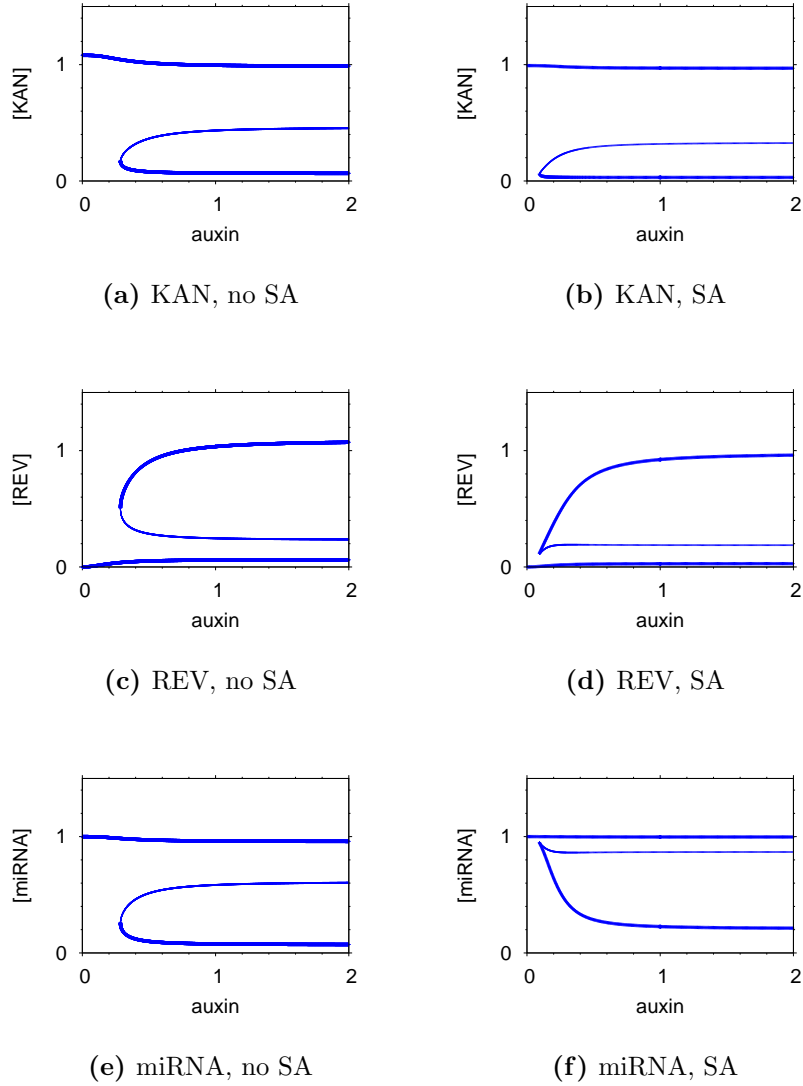 1
0
0
1
2
[KAN]
auxin
(a) KAN, no SA
1
0
0
1
2
[KAN]
auxin
(b) KAN, SA
1
0
0
1
2
[REV]
auxin
(c) REV, no SA
1
0
0
1
2
[REV]
auxin
(d) REV, SA
1
0
0
1
2
[miRNA]
auxin
(e) miRNA, no SA
1
0
0
1
2
[miRNA]
auxin
(f) miRNA, SA